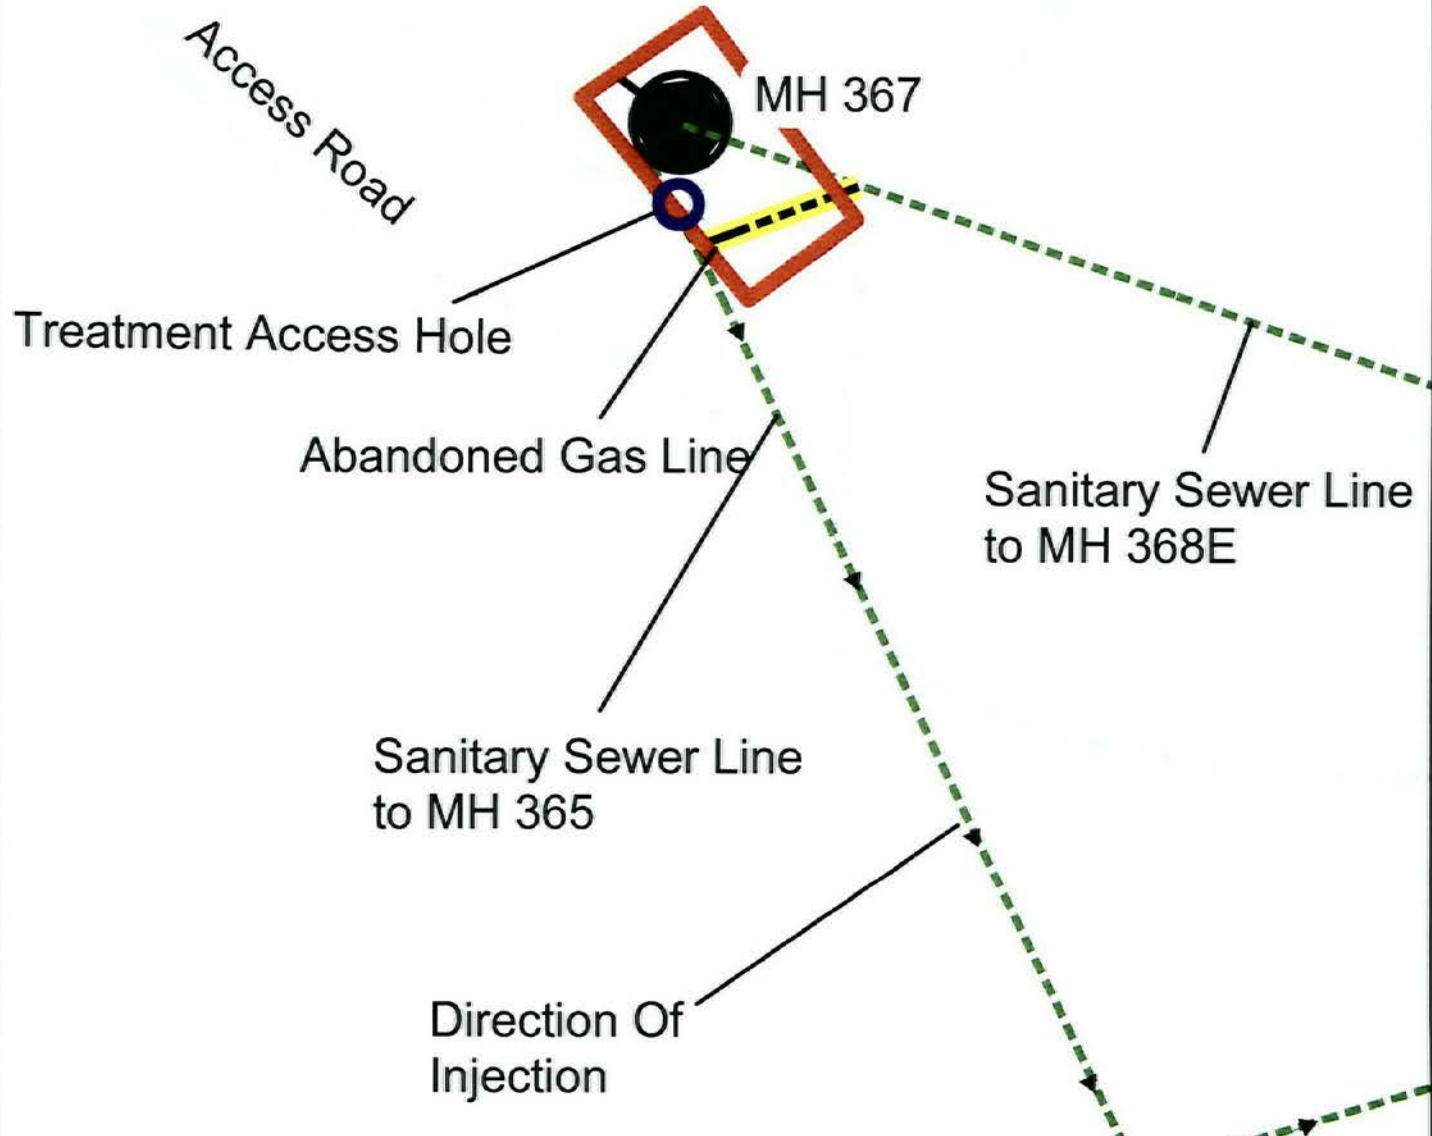 Access Road
MH 367
Treatment Access Hole
Abandoned Gas Line
Sanitary Sewer Line
to MH 368E
Sanitary Sewer Line
to MH 365
Direction Of
Injection